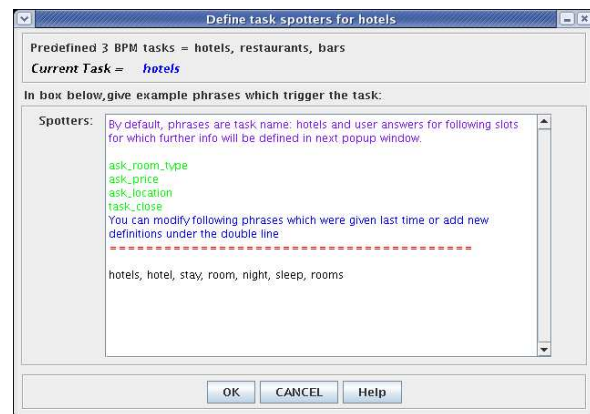 Define task spotters for hotels
Predefined 3 BPM tasks = hotels, restaurants, bars
Current Task = hotels
In box below,give example phrases which trigger the task:
Spotters:
By default, phrases are task name: hotels and user answers for following slots
for which further info will be defined in next popup window.
ask_room_type
ask_price
ask_location
task_close
You can modify following phrases which were given last time or add new
definitions under the double line
==========================================
hotels, hotel, stay, room, night, sleep, rooms
OK CANCEL Help